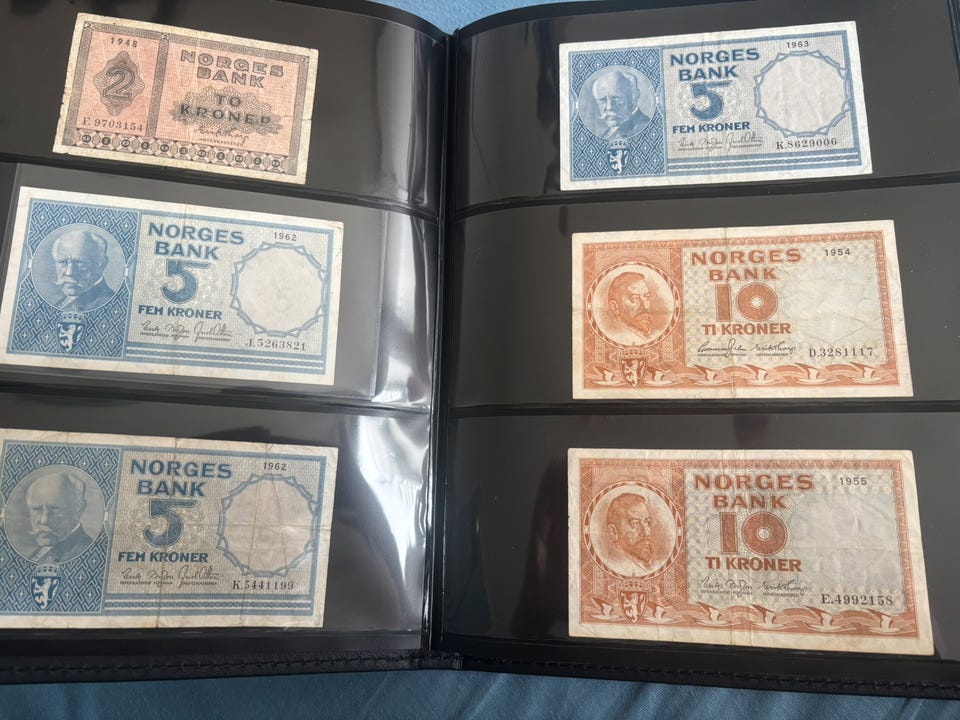 1948
2
NORGES
BANK
TO
KRONER
F.9703154
1962
NORGES
BANK
5
FEM KRONER
J.5263821
1962
NORGES
BANK
5
FEM KRONER
K.5441199
1963
NORGES
BANK
5
FEM KRONER
K.8629006
1954
NORGES
BANK
10
TI KRONER
D.3281117
1955
NORGES
BANK
10
TI KRONER
E.4992158